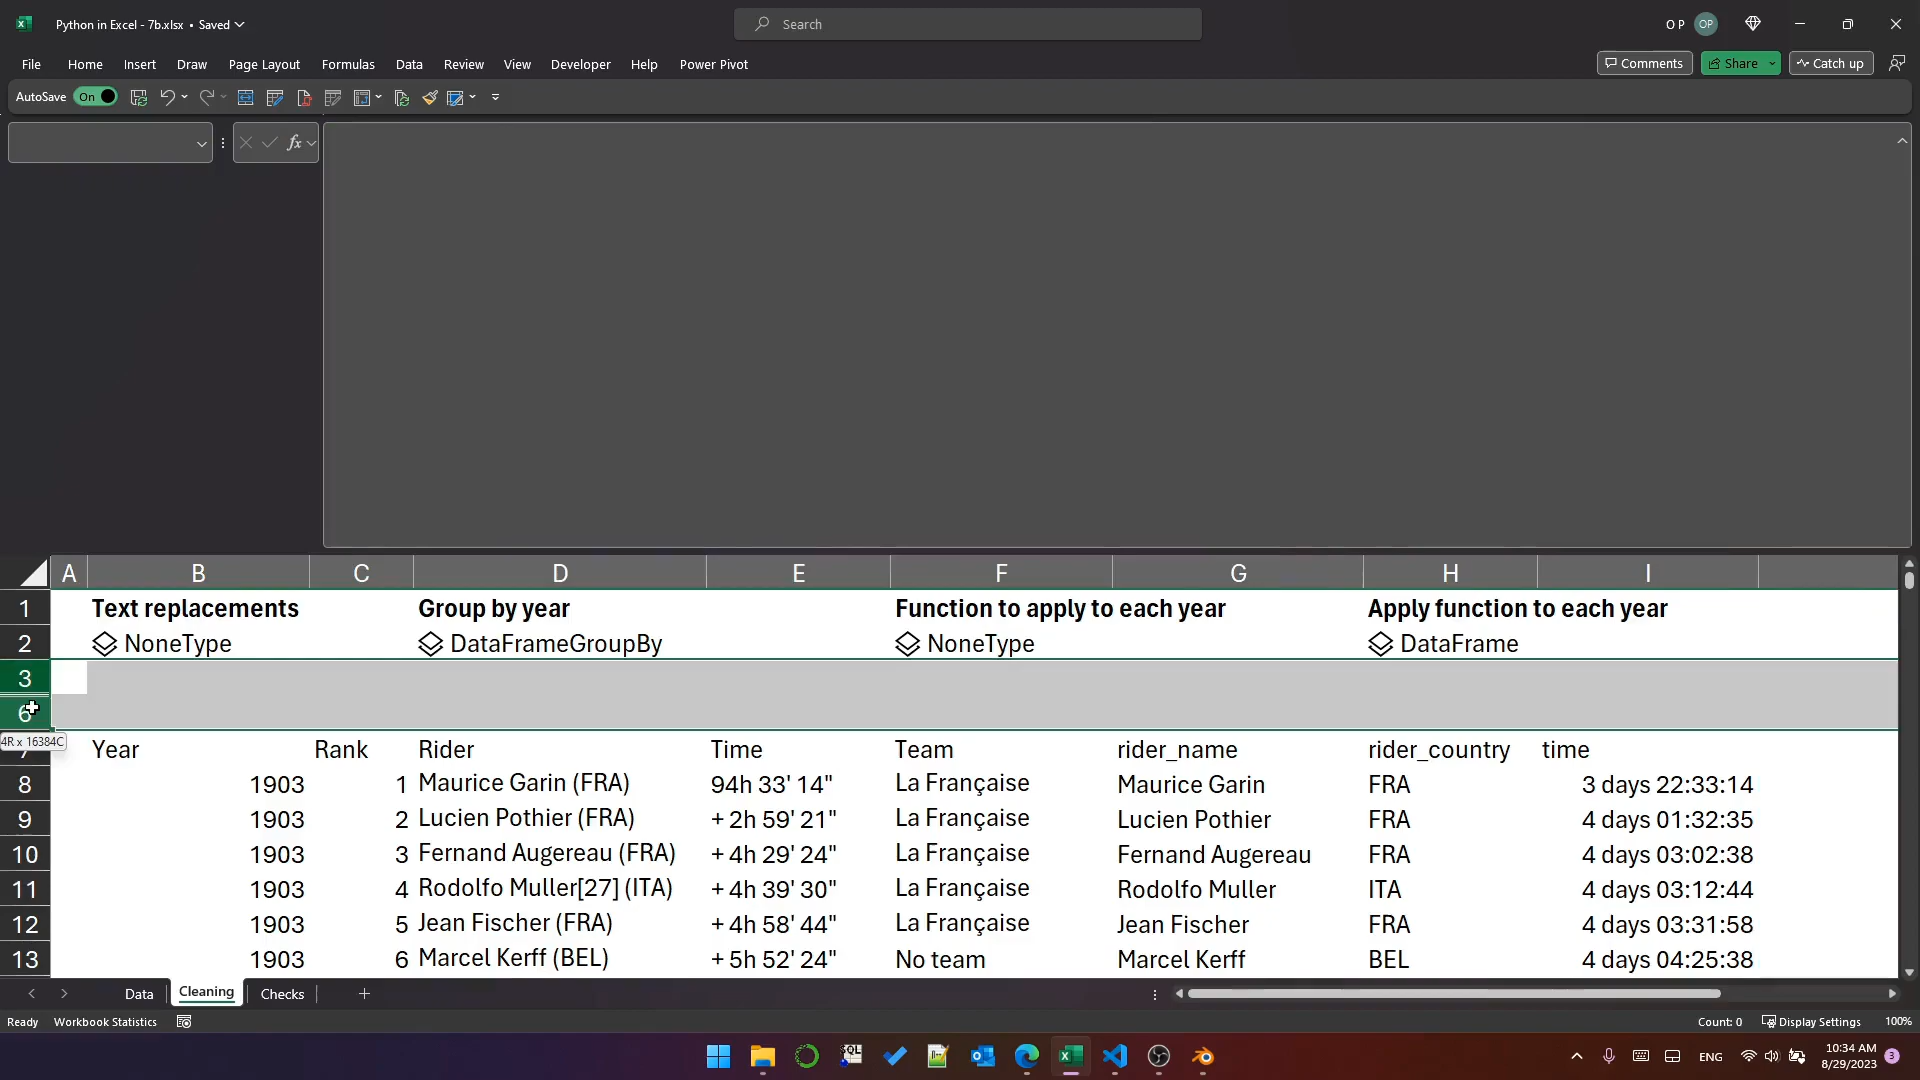 Python in Excel - 7b.xlsx • Saved
Search
O P
OP
File Home Insert Draw Page Layout Formulas Data Review View Developer Help Power Pivot
Comments Share Catch up
AutoSave On
fx
A B C D E F G H I
1 Text replacements Group by year Function to apply to each year Apply function to each year
2 NoneType DataFrameGroupBy NoneType DataFrame
3
6
4R x 16384C
7 Year Rank Rider Time Team rider_name rider_country time
8 1903 1 Maurice Garin (FRA) 94h 33' 14" La Française Maurice Garin FRA 3 days 22:33:14
9 1903 2 Lucien Pothier (FRA) + 2h 59' 21" La Française Lucien Pothier FRA 4 days 01:32:35
10 1903 3 Fernand Augereau (FRA) + 4h 29' 24" La Française Fernand Augereau FRA 4 days 03:02:38
11 1903 4 Rodolfo Muller[27] (ITA) + 4h 39' 30" La Française Rodolfo Muller ITA 4 days 03:12:44
12 1903 5 Jean Fischer (FRA) + 4h 58' 44" La Française Jean Fischer FRA 4 days 03:31:58
13 1903 6 Marcel Kerff (BEL) + 5h 52' 24" No team Marcel Kerff BEL 4 days 04:25:38
Data Cleaning Checks
Ready Workbook Statistics Count: 0 Display Settings 100%
SQL
ENG
10:34 AM
8/29/2023
3